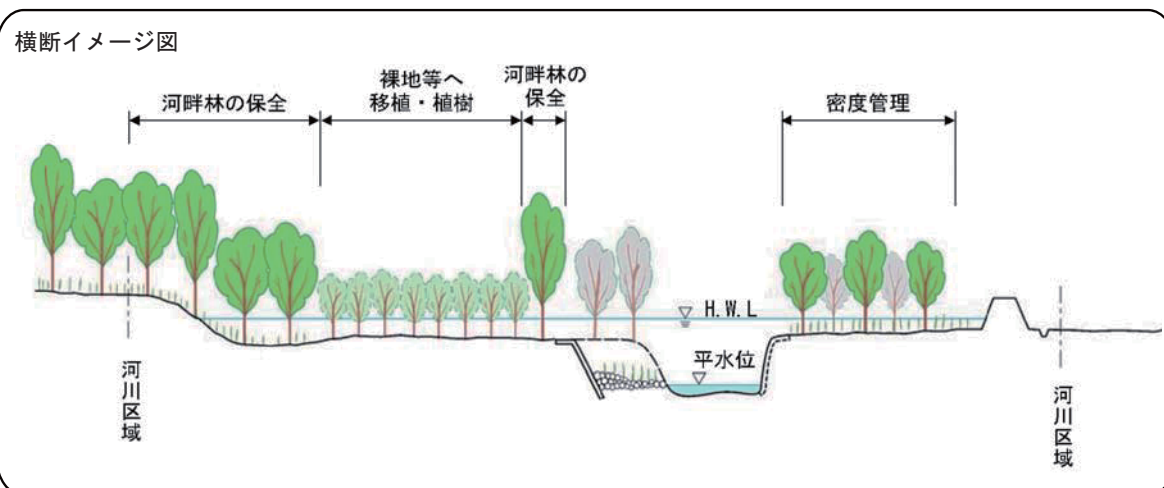 横断イメージ図
河畔林の保全
裸地等へ
移植・植樹
河畔林の
保全
密度管理
H.W.L
平水位
河川区域
河川区域